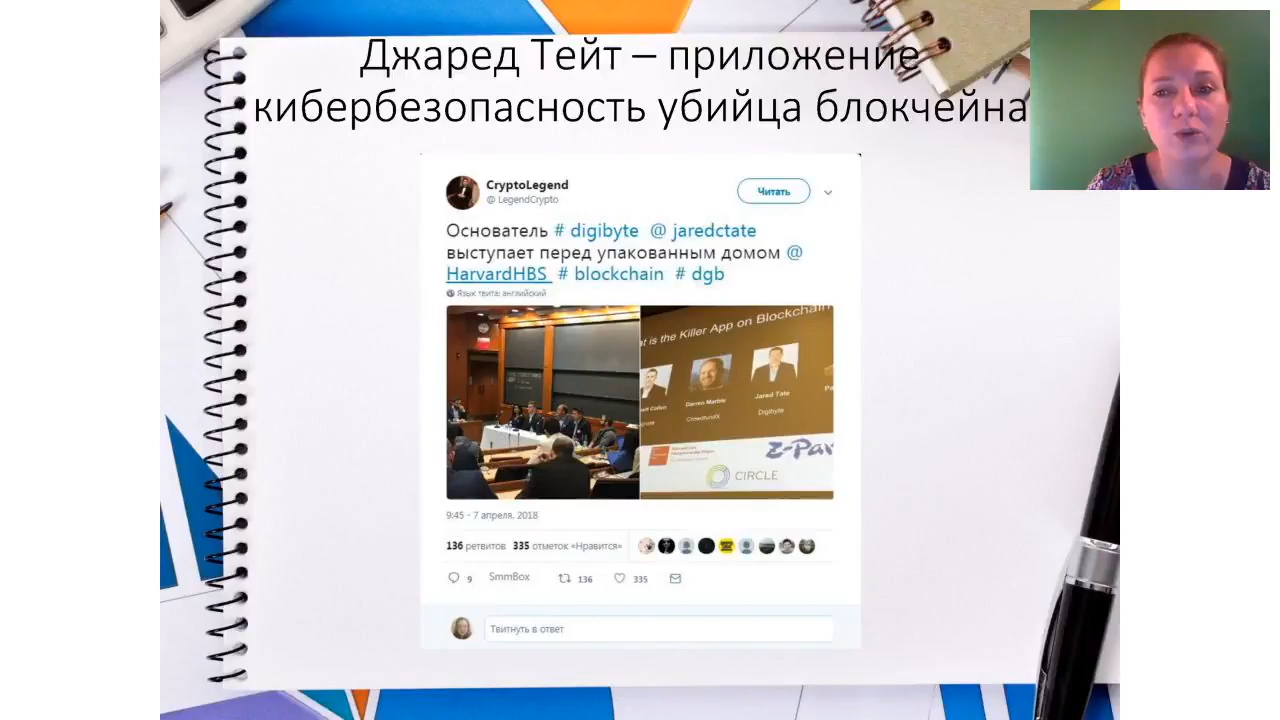 Джаред Тейт – приложение
кибербезопасность убийца блокчейна
CryptoLegend
@ LegendCrypto
Читать
Основатель # digibyte @ jaredctate
выступает перед упакованным домом @
HarvardHBS # blockchain # dgb
Язык твита: английский
is the Killer App on Blockchain
Darren Marble
CrowdfundX
Jared Tate
Digibyte
CIRCLE
9:45 - 7 апреля. 2018
136 ретвитов 335 отметок «Нравится»
9 SmmBox 136 335
Твитнуть в ответ